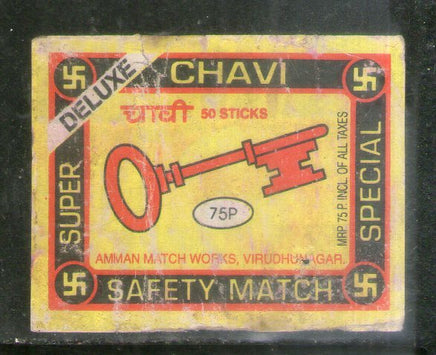 DELUXE
CHAVI
चावी 50 STICKS
SUPER
75P
MRP 75 P. INCL. OF ALL TAXES
SPECIAL
AMMAN MATCH WORKS, VIRUDHUNAGAR.
SAFETY MATCH